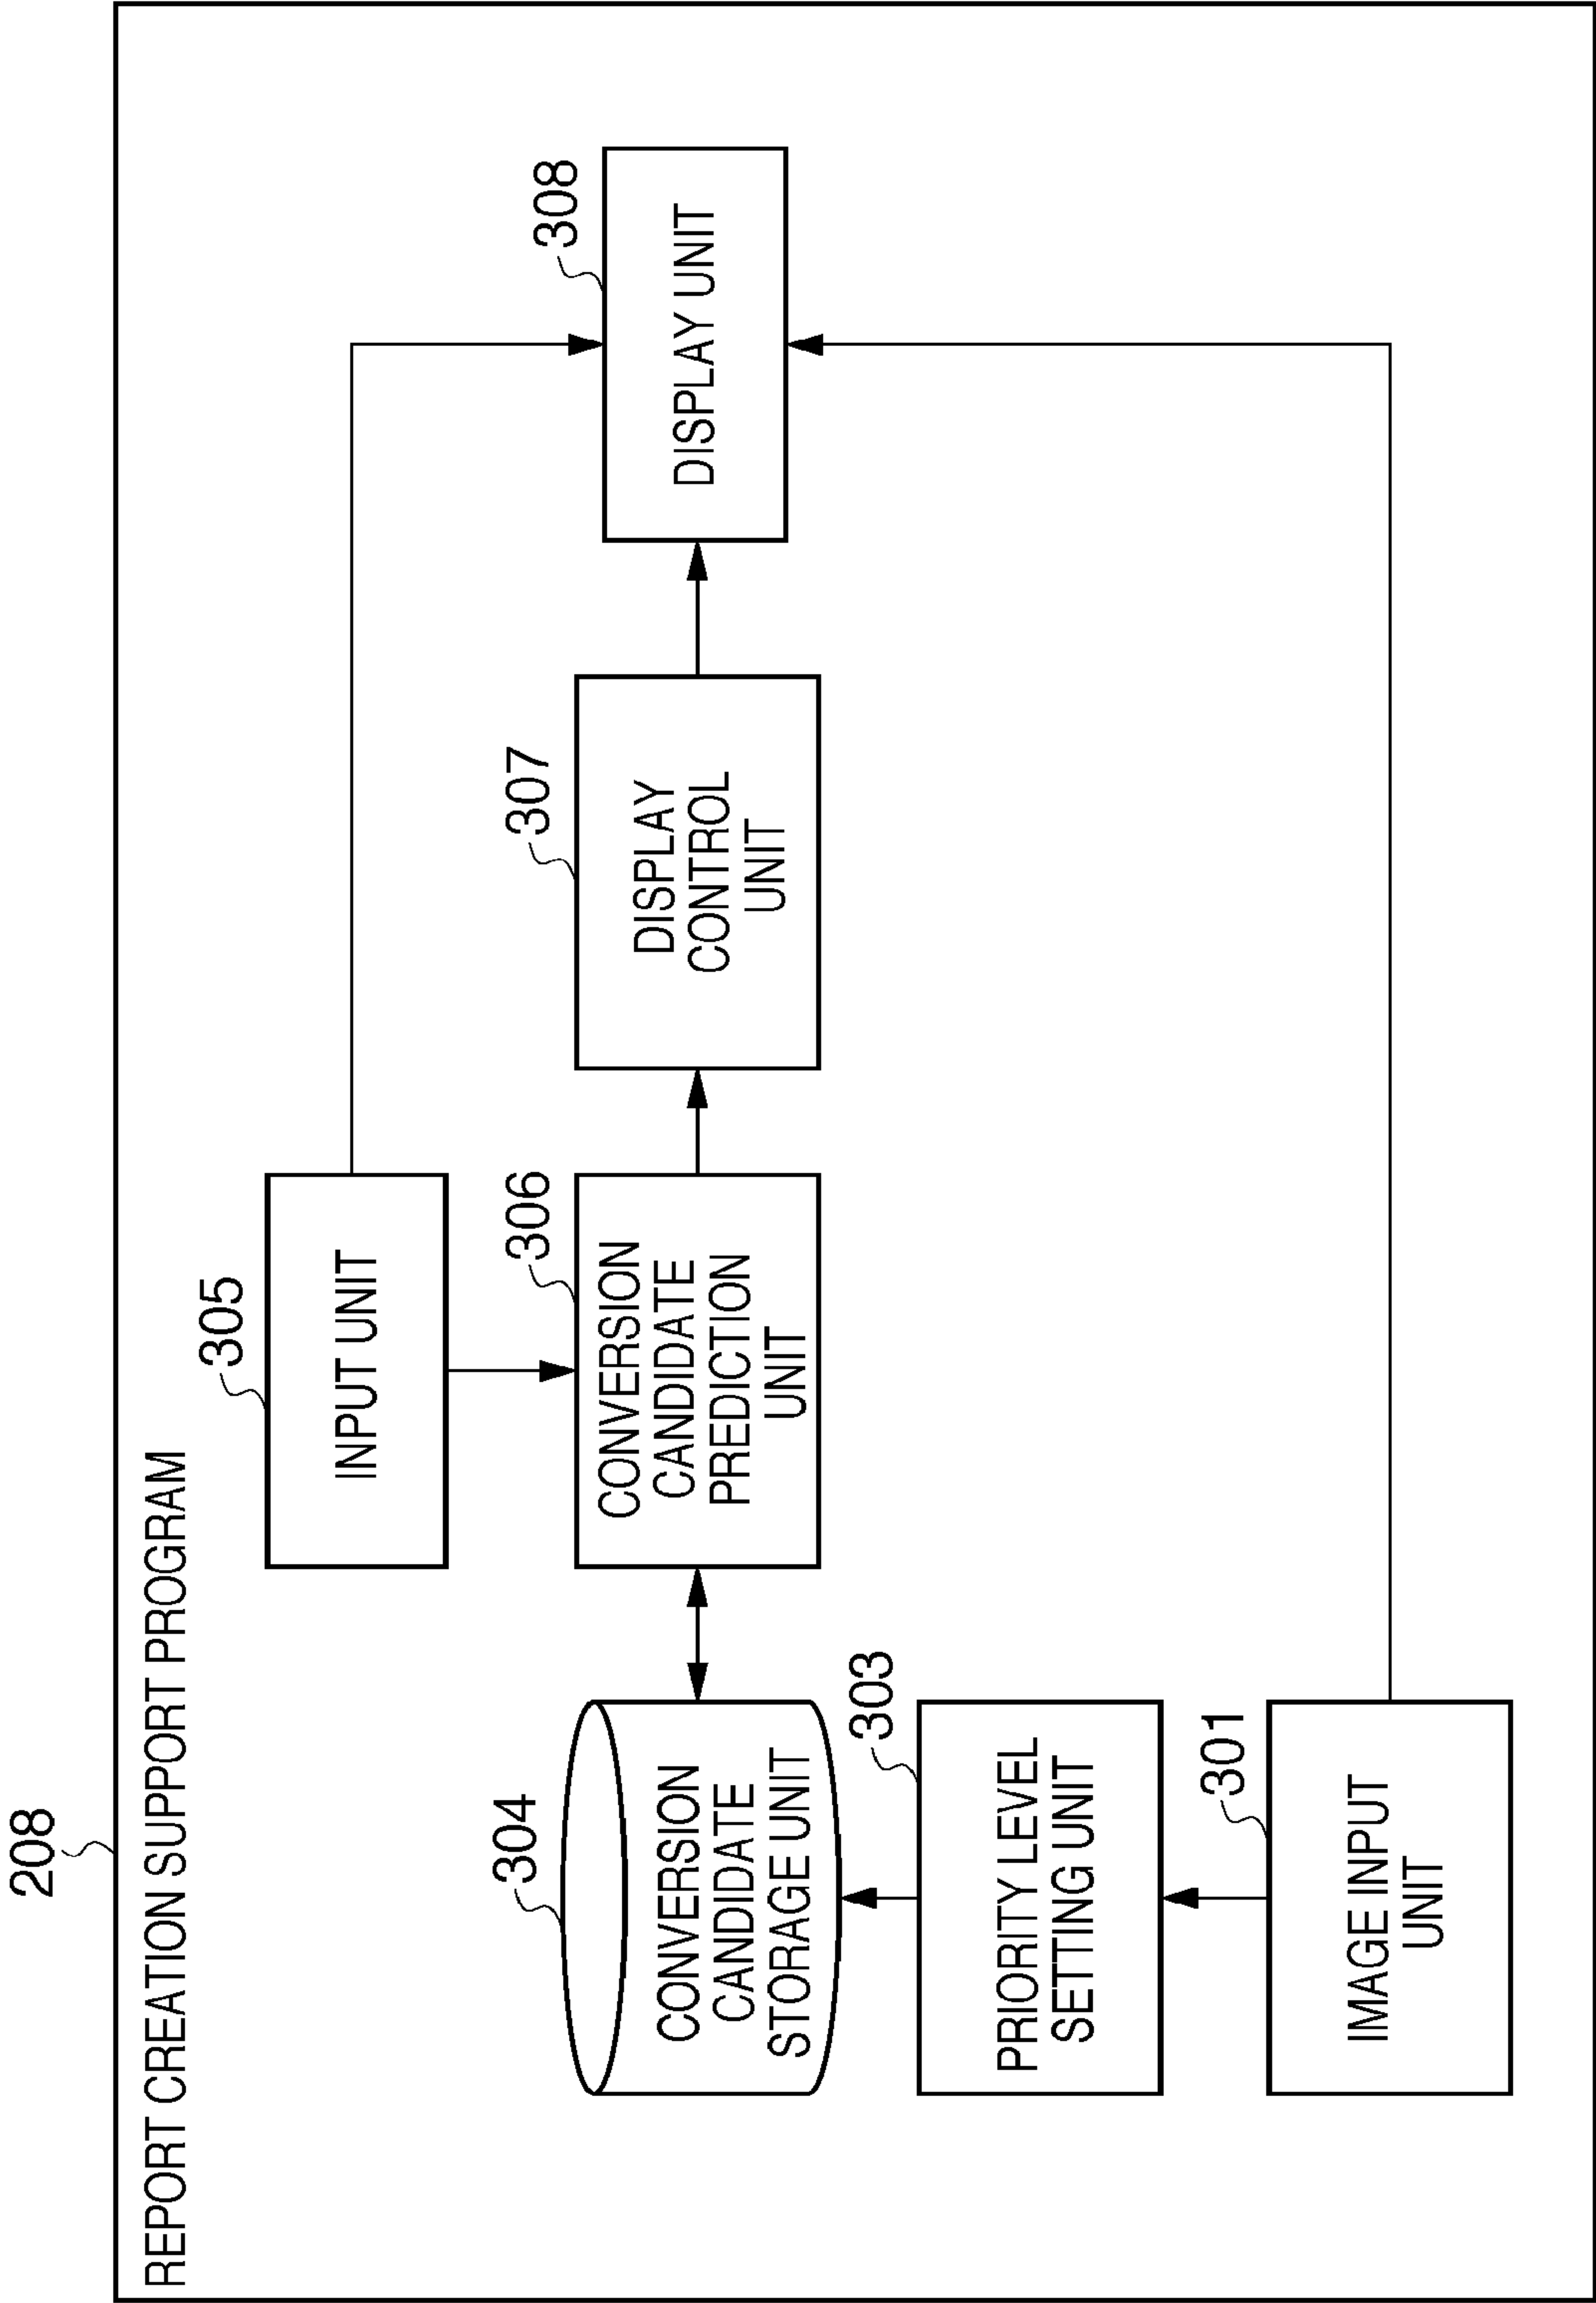 208
REPORT CREATION SUPPORT PROGRAM
305
INPUT UNIT
304
CONVERSION
CANDIDATE
STORAGE UNIT
306
CONVERSION
CANDIDATE
PREDICTION
UNIT
307
DISPLAY
CONTROL
UNIT
308
DISPLAY UNIT
303
PRIORITY LEVEL
SETTING UNIT
301
IMAGE INPUT
UNIT